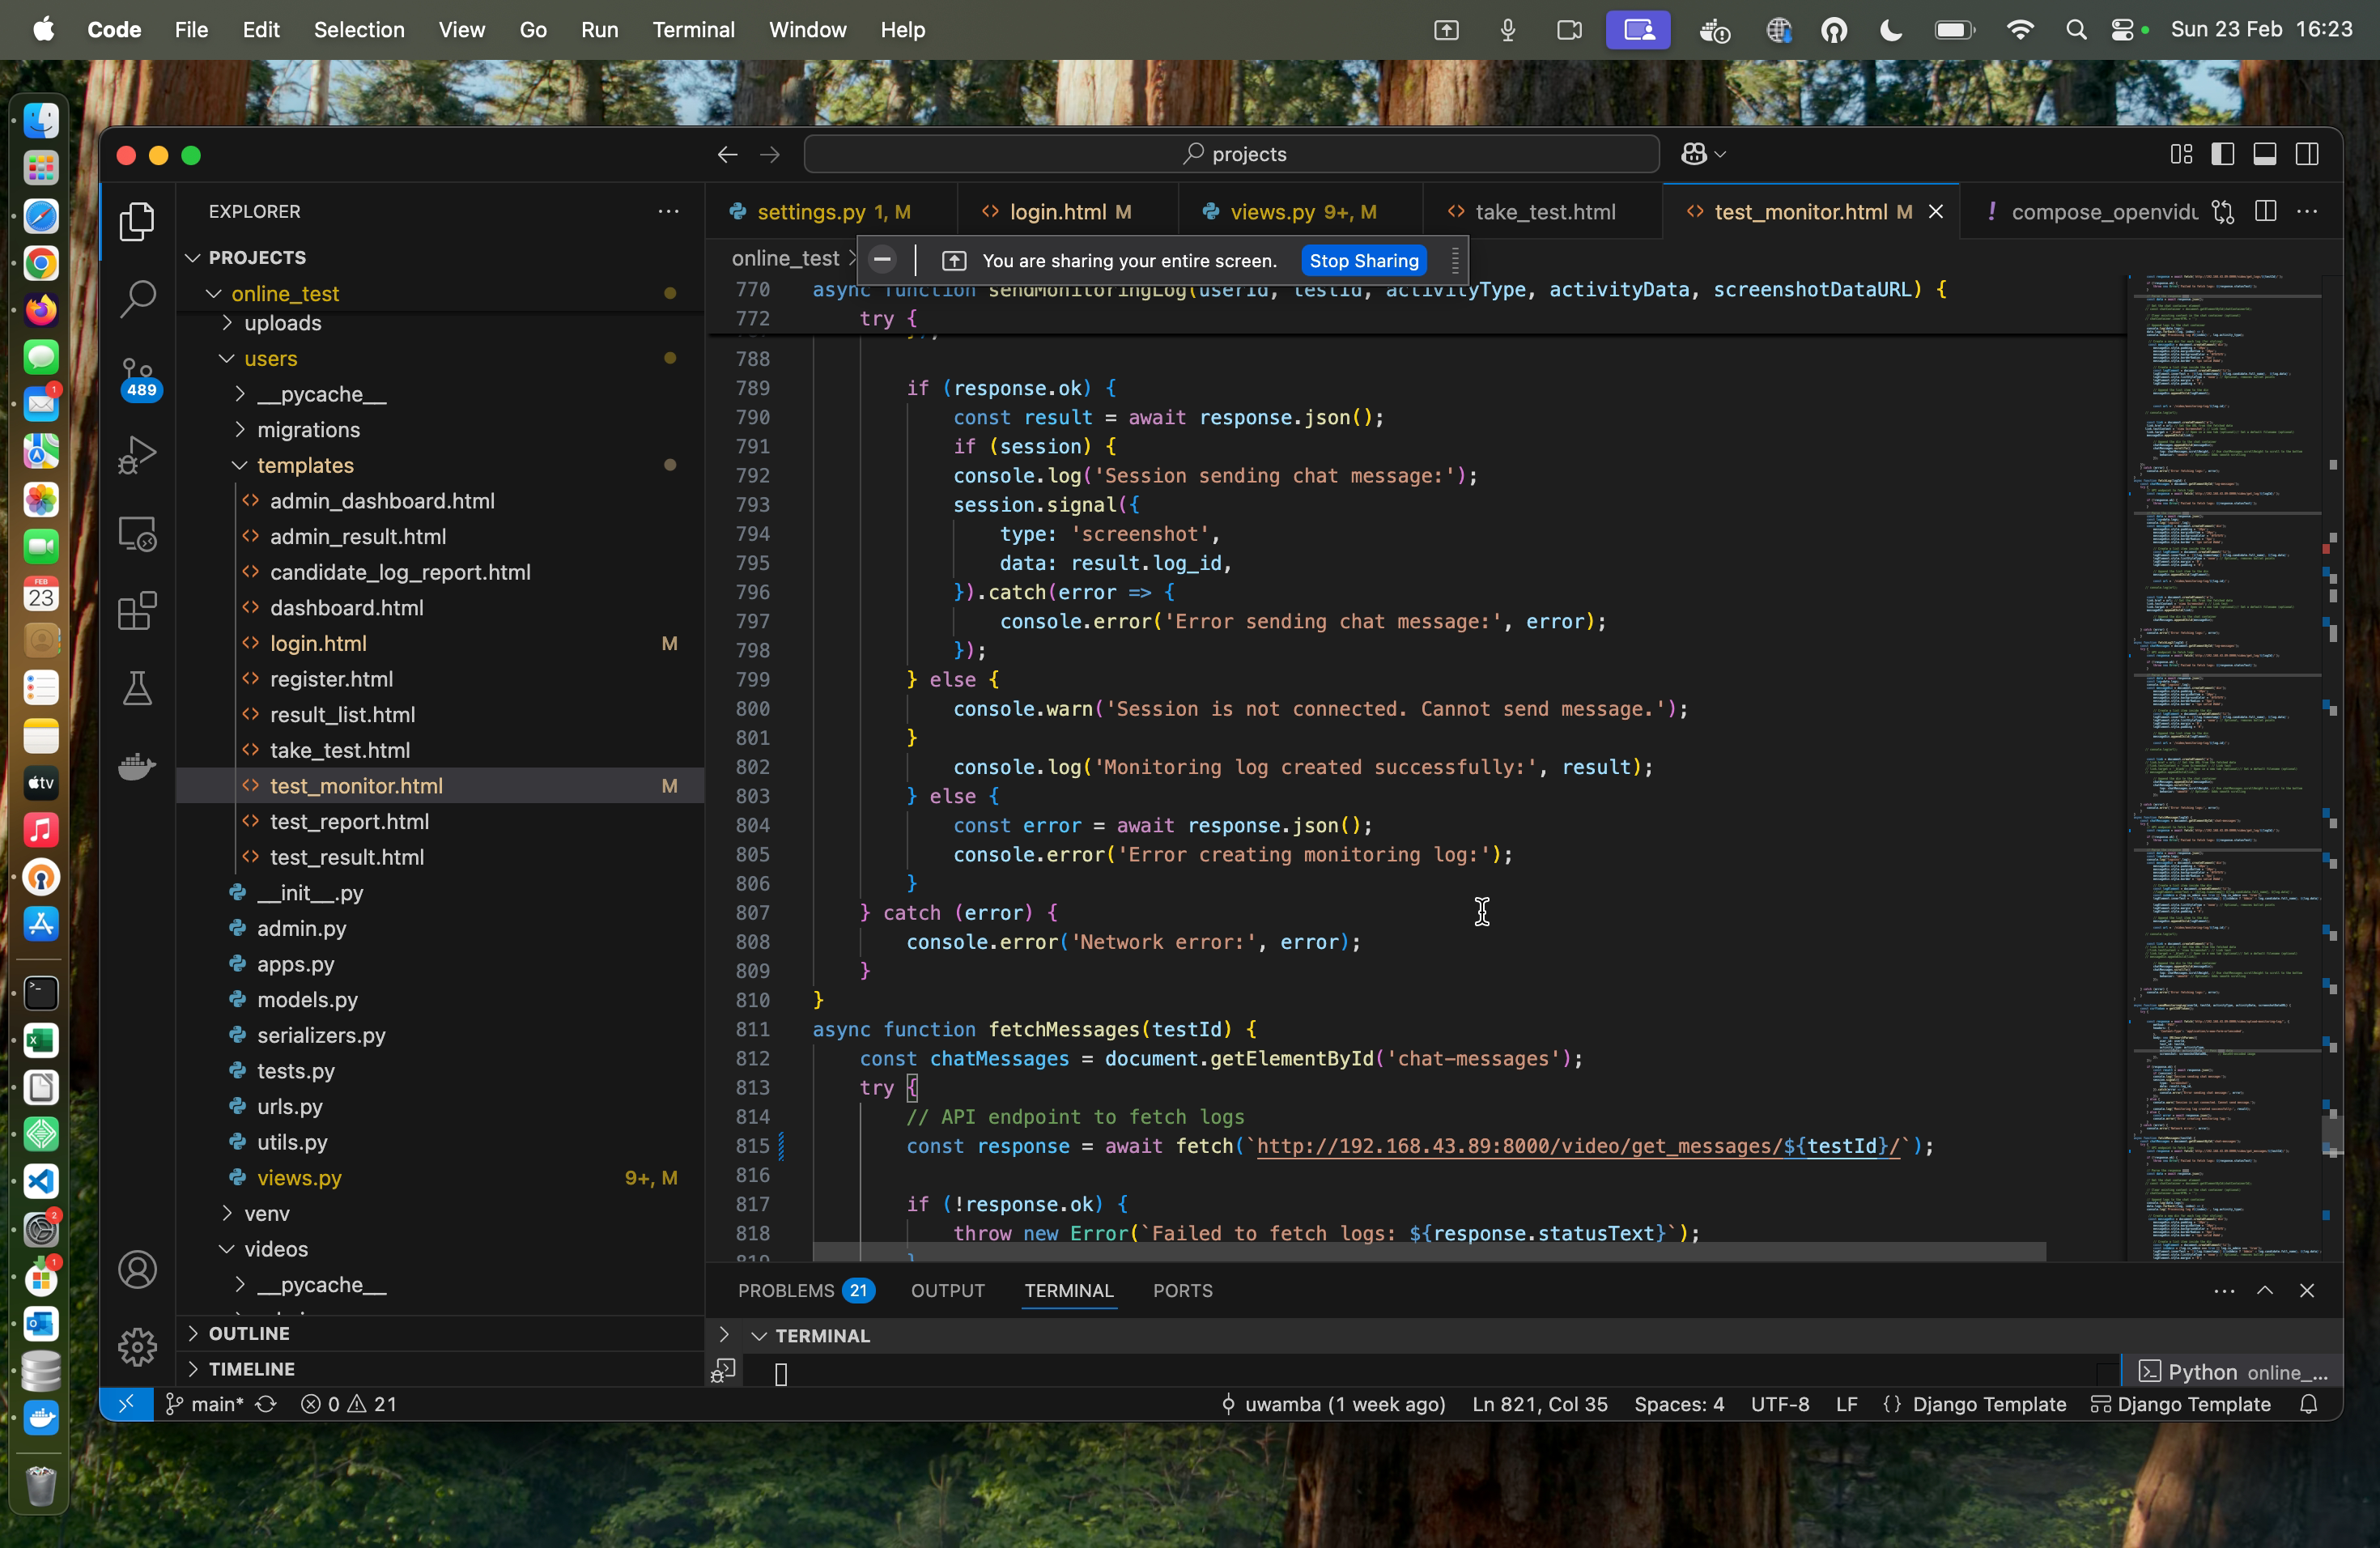 Code File Edit Selection View Go Run Terminal Window Help Sun 23 Feb 16:23
projects
EXPLORER
settings.py 1, M
login.html M
views.py 9+, M
take_test.html
test_monitor.html M
compose_openvidu
PROJECTS
online_test
uploads
users
__pycache__
migrations
templates
admin_dashboard.html
admin_result.html
candidate_log_report.html
dashboard.html
login.html M
register.html
result_list.html
take_test.html
test_monitor.html M
test_report.html
test_result.html
__init__.py
admin.py
apps.py
models.py
serializers.py
tests.py
urls.py
utils.py
views.py 9+, M
venv
videos
__pycache__
OUTLINE
TIMELINE
489
FEB
23
tv
1
2
1
online_test >
You are sharing your entire screen. Stop Sharing
770 async function sendMonitoringLog(userId, testId, activityType, activityData, screenshotDataURL) {
772 try {
788
789 if (response.ok) {
790 const result = await response.json();
791 if (session) {
792 console.log('Session sending chat message:');
793 session.signal({
794 type: 'screenshot',
795 data: result.log_id,
796 }).catch(error => {
797 console.error('Error sending chat message:', error);
798 });
799 } else {
800 console.warn('Session is not connected. Cannot send message.');
801 }
802 console.log('Monitoring log created successfully:', result);
803 } else {
804 const error = await response.json();
805 console.error('Error creating monitoring log:');
806 }
807 } catch (error) {
808 console.error('Network error:', error);
809 }
810 }
811 async function fetchMessages(testId) {
812 const chatMessages = document.getElementById('chat-messages');
813 try {
814 // API endpoint to fetch logs
815 const response = await fetch(`http://192.168.43.89:8000/video/get_messages/${testId}/`);
816
817 if (!response.ok) {
818 throw new Error(`Failed to fetch logs: ${response.statusText}`);
819 }
PROBLEMS 21 OUTPUT TERMINAL PORTS
TERMINAL
Python online_...
main* 0 21 uwamba (1 week ago) Ln 821, Col 35 Spaces: 4 UTF-8 LF {} Django Template Django Template